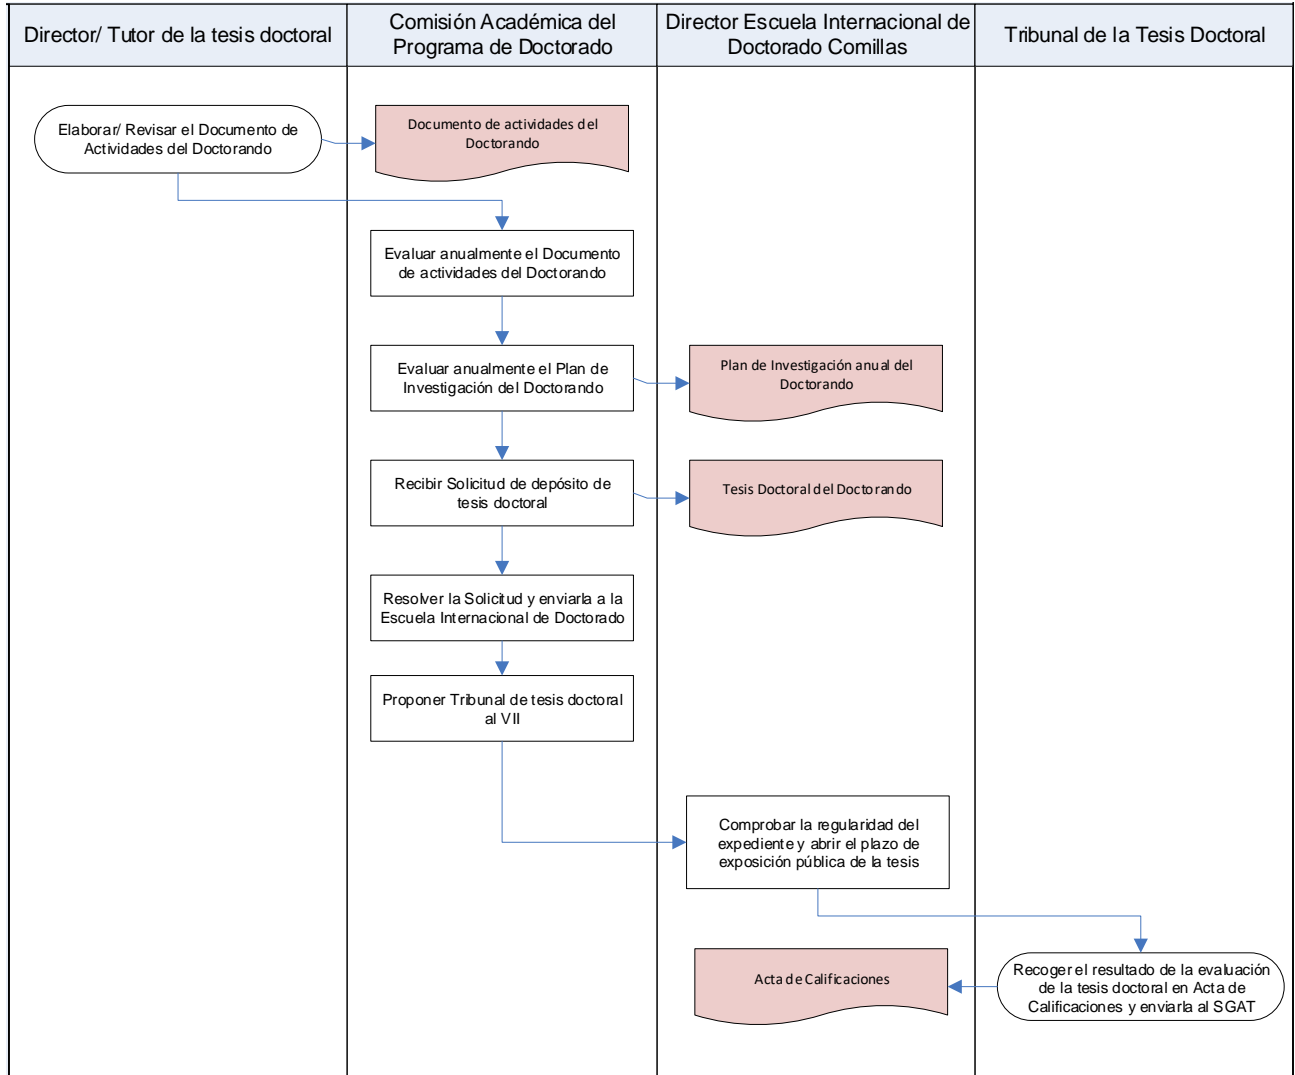 Director/ Tutor de la tesis doctoral
Comisión Académica del
Programa de Doctorado
Director Escuela Internacional de
Doctorado Comillas
Tribunal de la Tesis Doctoral
Elaborar/ Revisar el Documento de
Actividades del Doctorando
Documento de actividades del
Doctorando
Evaluar anualmente el Documento
de actividades del Doctorando
Evaluar anualmente el Plan de
Investigación del Doctorando
Plan de Investigación anual del
Doctorando
Recibir Solicitud de depósito de
tesis doctoral
Tesis Doctoral del Doctorando
Resolver la Solicitud y enviarla a la
Escuela Internacional de Doctorado
Proponer Tribunal de tesis doctoral
al VII
Comprobar la regularidad del
expediente y abrir el plazo de
exposición pública de la tesis
Acta de Calificaciones
Recoger el resultado de la evaluación
de la tesis doctoral en Acta de
Calificaciones y enviarla al SGAT